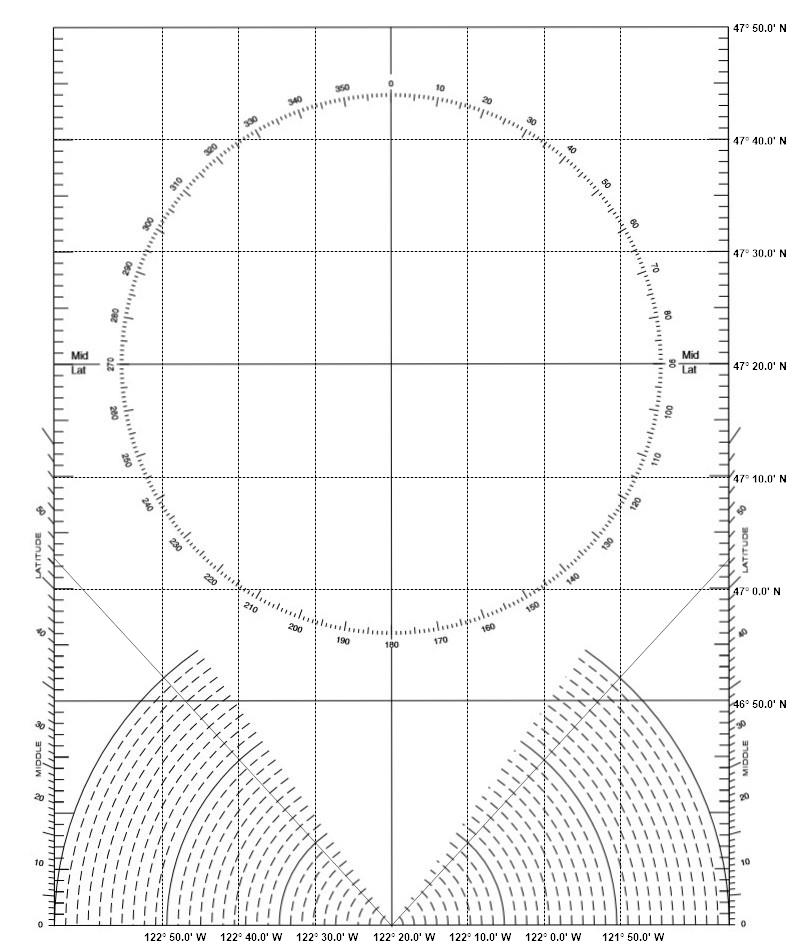 47° 50.0' N
350 0 10
340 20
330 30
47° 40.0' N
320 40
310 50
300 60
47° 30.0' N
290 70
280 80
Mid 270 90 Mid
Lat Lat
47° 20.0' N
260 100
250 110
47° 10.0' N
240 120
50 50
230 130
LATITUDE LATITUDE
220 140
47° 0.0' N
210 150
200 160
190 180 170
40 40
46° 50.0' N
30 30
MIDDLE MIDDLE
20 20
10 10
0 0
122° 50.0' W 122° 40.0' W 122° 30.0' W 122° 20.0' W 122° 10.0' W 122° 0.0' W 121° 50.0' W